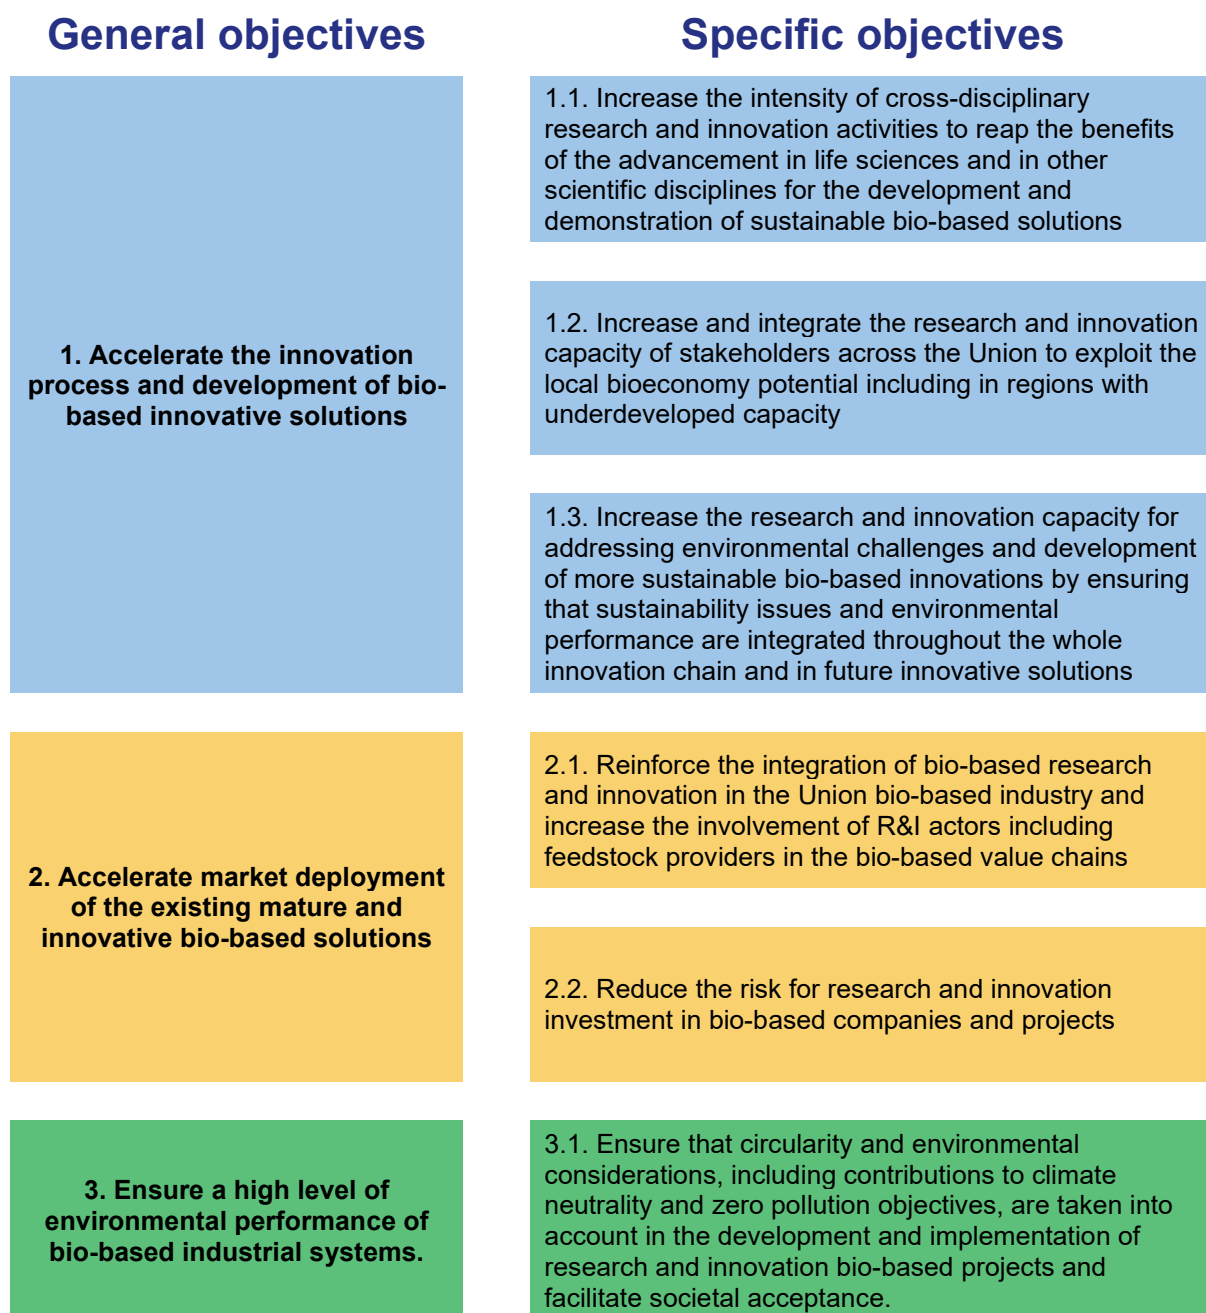 General objectives
Specific objectives
1. Accelerate the innovation
process and development of bio-
based innovative solutions
1.1. Increase the intensity of cross-disciplinary
research and innovation activities to reap the benefits
of the advancement in life sciences and in other
scientific disciplines for the development and
demonstration of sustainable bio-based solutions
1.2. Increase and integrate the research and innovation
capacity of stakeholders across the Union to exploit the
local bioeconomy potential including in regions with
underdeveloped capacity
1.3. Increase the research and innovation capacity for
addressing environmental challenges and development
of more sustainable bio-based innovations by ensuring
that sustainability issues and environmental
performance are integrated throughout the whole
innovation chain and in future innovative solutions
2. Accelerate market deployment
of the existing mature and
innovative bio-based solutions
2.1. Reinforce the integration of bio-based research
and innovation in the Union bio-based industry and
increase the involvement of R&I actors including
feedstock providers in the bio-based value chains
2.2. Reduce the risk for research and innovation
investment in bio-based companies and projects
3. Ensure a high level of
environmental performance of
bio-based industrial systems.
3.1. Ensure that circularity and environmental
considerations, including contributions to climate
neutrality and zero pollution objectives, are taken into
account in the development and implementation of
research and innovation bio-based projects and
facilitate societal acceptance.